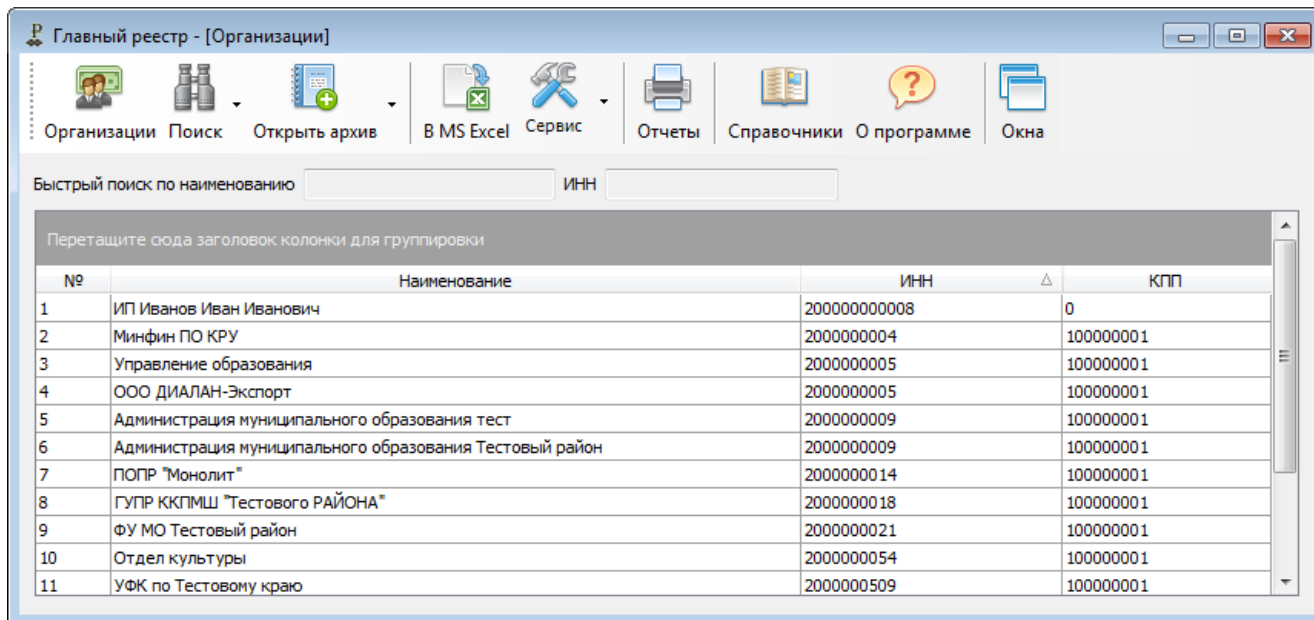 Главный реестр - [Организации]
Организации Поиск Открыть архив В MS Excel Сервис Отчеты Справочники О программе Окна
Быстрый поиск по наименованию ИНН
Перетащите сюда заголовок колонки для группировки
№ Наименование ИНН КПП
1 ИП Иванов Иван Иванович 200000000008 0
2 Минфин ПО КРУ 2000000004 100000001
3 Управление образования 2000000005 100000001
4 ООО ДИАЛАН-Экспорт 2000000005 100000001
5 Администрация муниципального образования тест 2000000009 100000001
6 Администрация муниципального образования Тестовый район 2000000009 100000001
7 ПОПР "Монолит" 2000000014 100000001
8 ГУПР ККПМШ "Тестового РАЙОНА" 2000000018 100000001
9 ФУ МО Тестовый район 2000000021 100000001
10 Отдел культуры 2000000054 100000001
11 УФК по Тестовому краю 2000000509 100000001